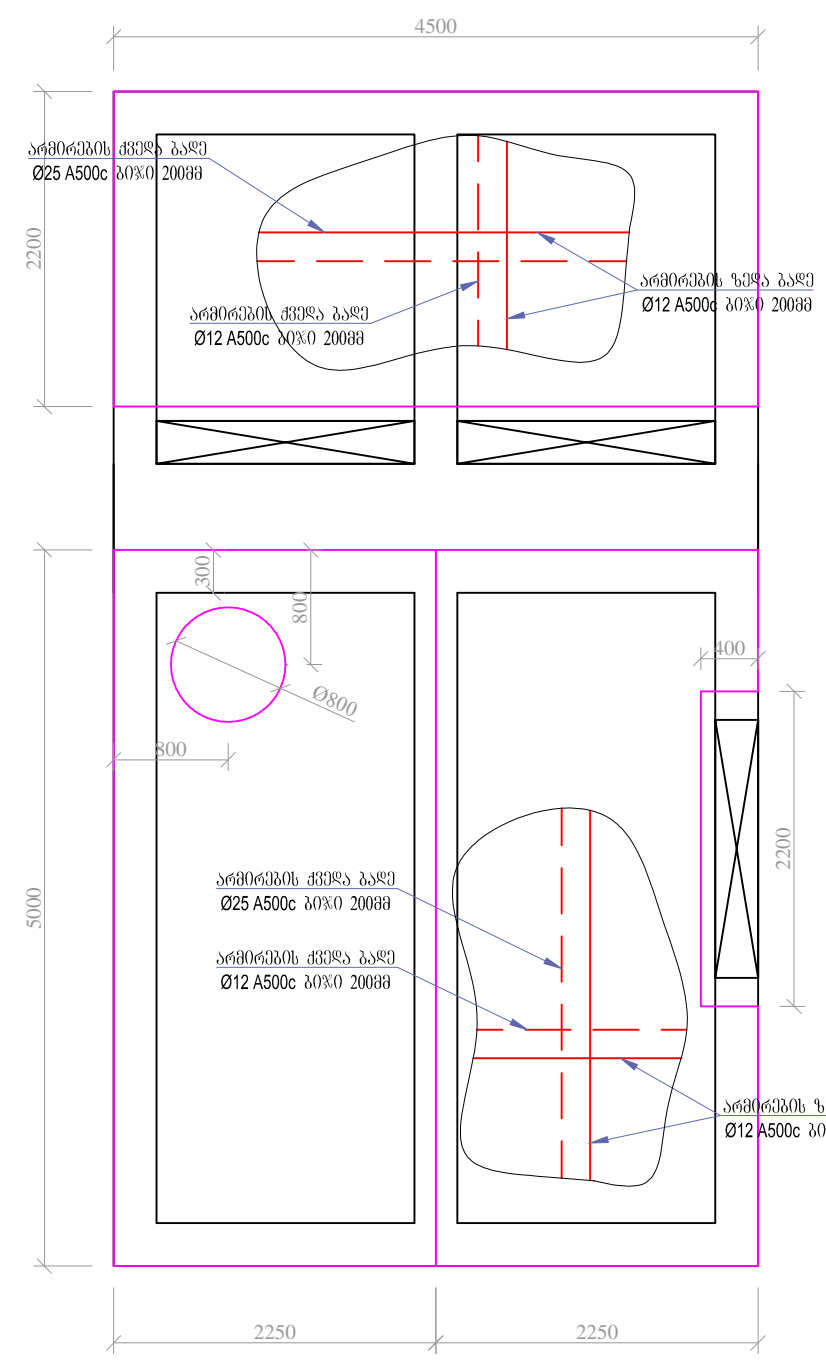 4500
არმირების ქვედა ბადე
Ø25 A500c ბიჯი 200მმ
2200
არმირების ზედა ბადე
Ø12 A500c ბიჯი 200მმ
არმირების ქვედა ბადე
Ø12 A500c ბიჯი 200მმ
300
800
400
Ø800
800
2200
არმირების ქვედა ბადე
Ø25 A500c ბიჯი 200მმ
5000
არმირების ქვედა ბადე
Ø12 A500c ბიჯი 200მმ
არმირების ზ
Ø12 A500c ბი
2250
2250